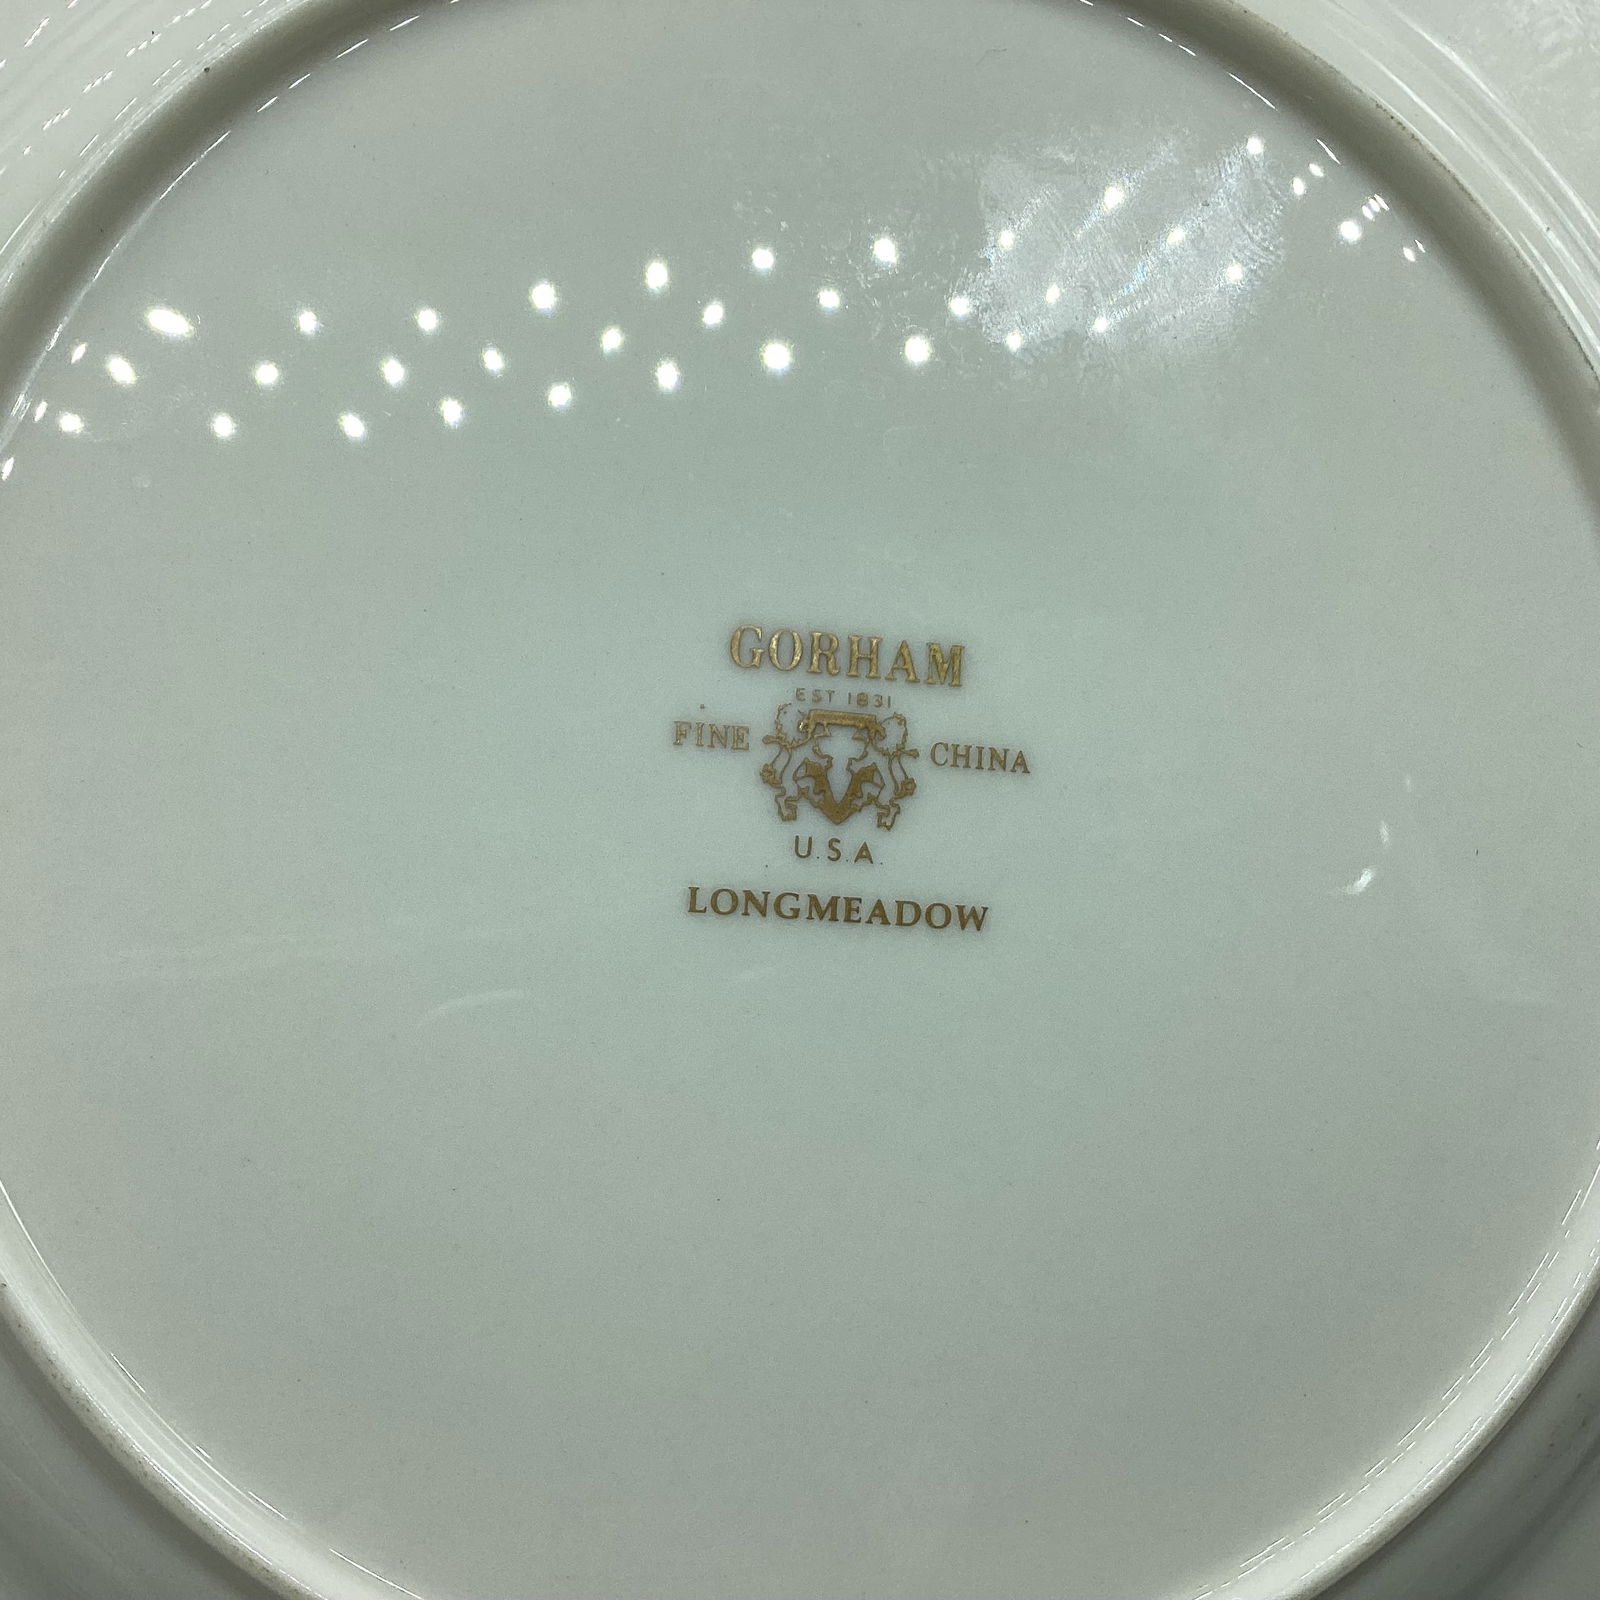 GORHAM
EST 1831
FINE CHINA
U.S.A.
LONGMEADOW